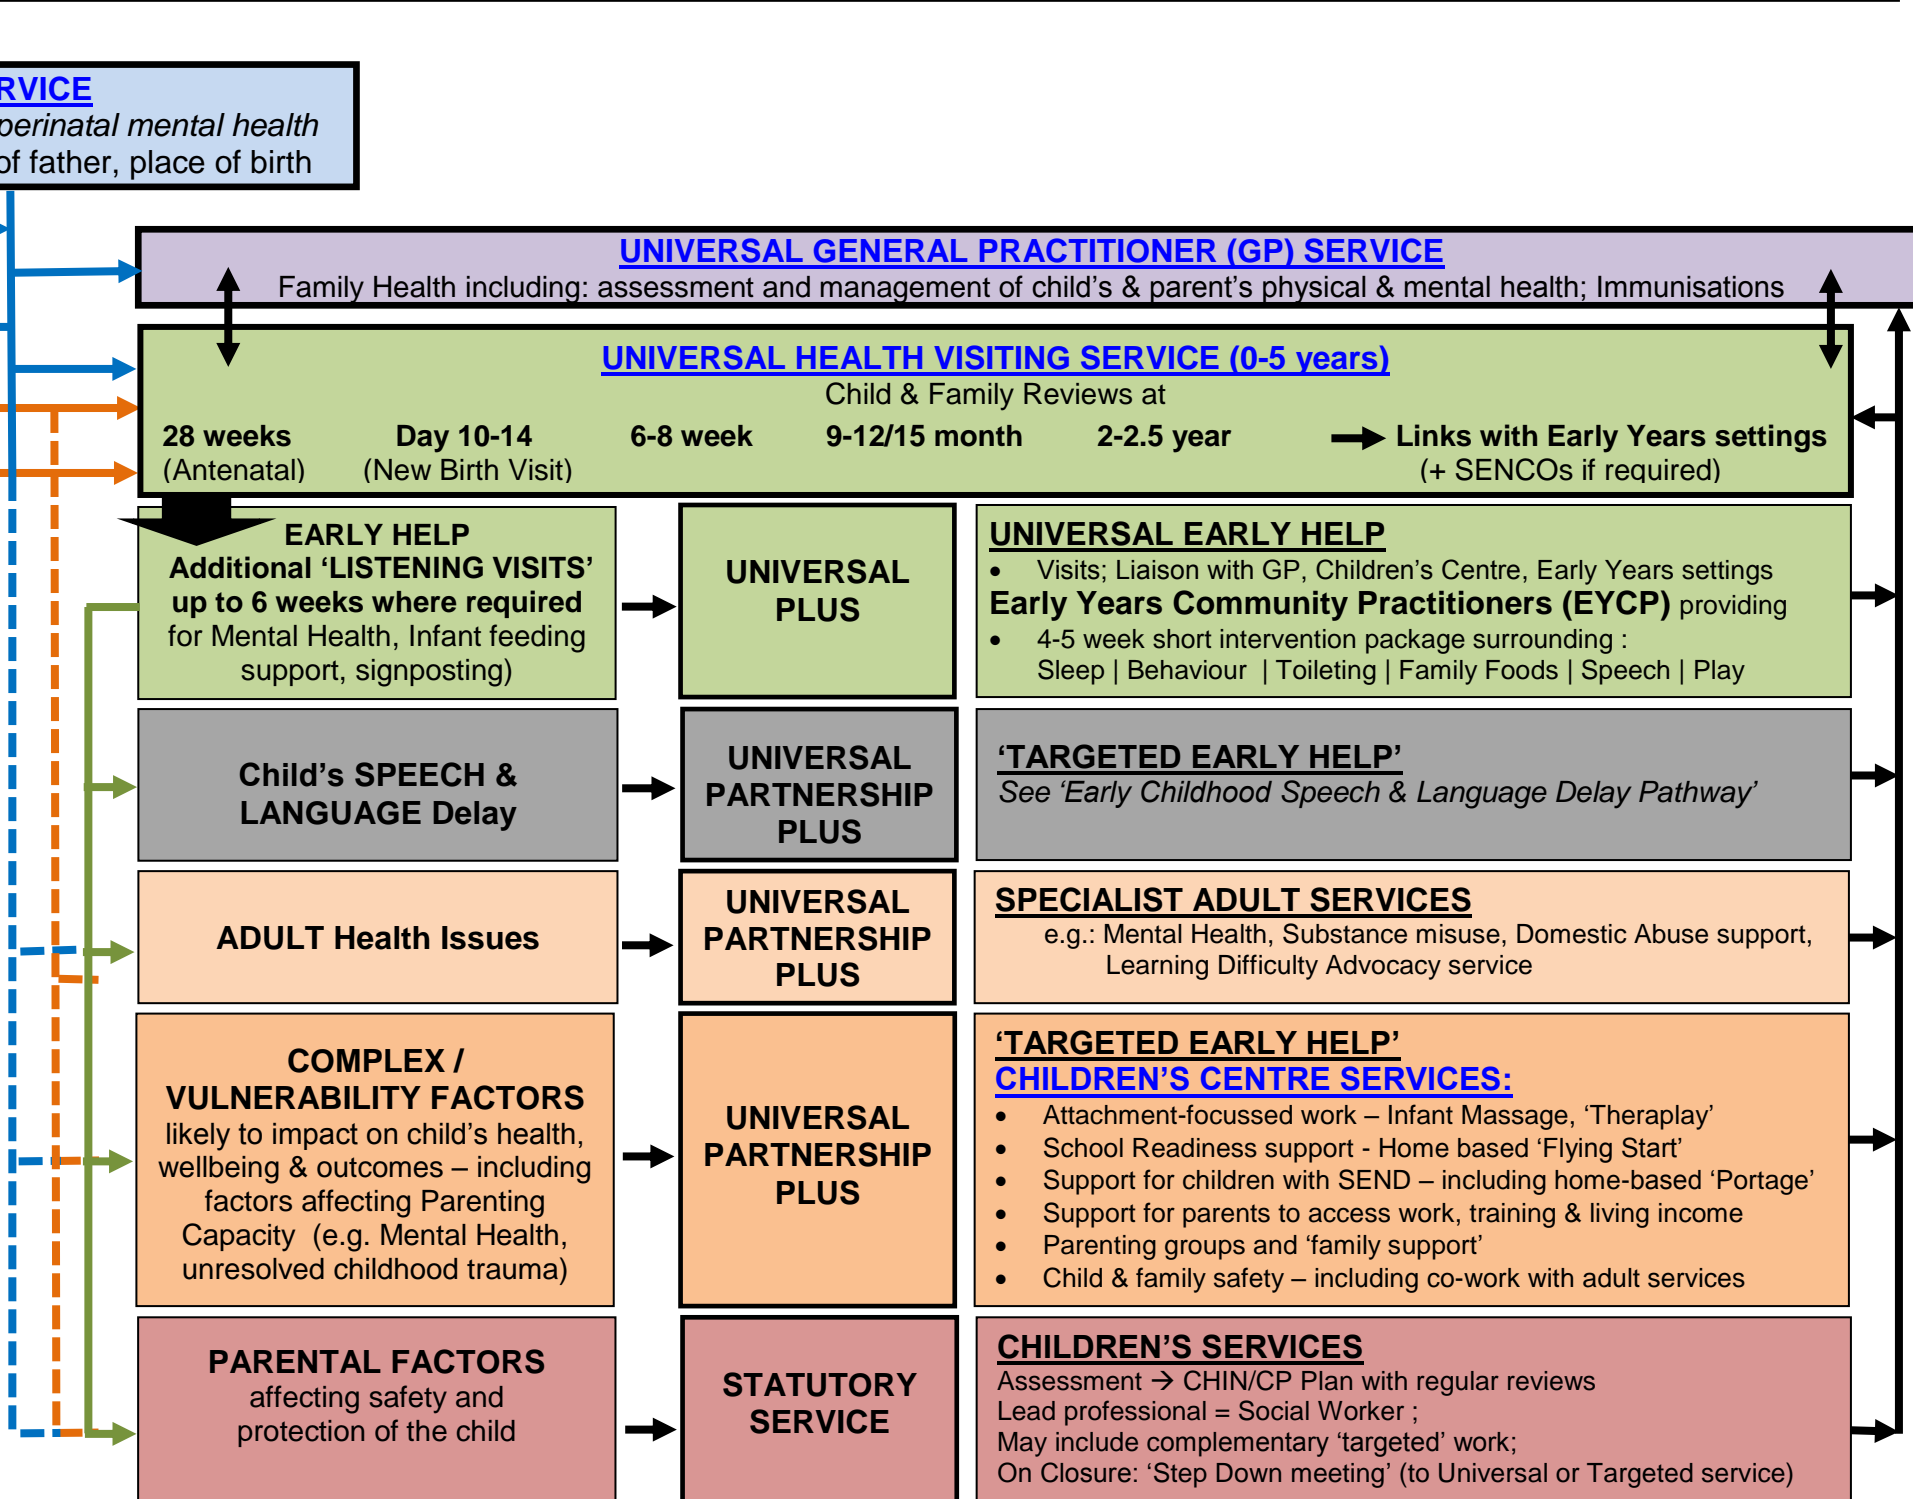 RVICE
perinatal mental health
of father, place of birth
UNIVERSAL GENERAL PRACTITIONER (GP) SERVICE
Family Health including: assessment and management of child’s & parent’s physical & mental health; Immunisations
UNIVERSAL HEALTH VISITING SERVICE (0-5 years)
Child & Family Reviews at
28 weeks Day 10-14 6-8 week 9-12/15 month 2-2.5 year Links with Early Years settings
(Antenatal) (New Birth Visit) (+ SENCOs if required)
EARLY HELP
Additional ‘LISTENING VISITS’
up to 6 weeks where required
for Mental Health, Infant feeding
support, signposting)
UNIVERSAL
PLUS
UNIVERSAL EARLY HELP
• Visits; Liaison with GP, Children’s Centre, Early Years settings
Early Years Community Practitioners (EYCP) providing
• 4-5 week short intervention package surrounding :
Sleep | Behaviour | Toileting | Family Foods | Speech | Play
Child’s SPEECH &
LANGUAGE Delay
UNIVERSAL
PARTNERSHIP
PLUS
‘TARGETED EARLY HELP’
See ‘Early Childhood Speech & Language Delay Pathway’
ADULT Health Issues
UNIVERSAL
PARTNERSHIP
PLUS
SPECIALIST ADULT SERVICES
e.g.: Mental Health, Substance misuse, Domestic Abuse support,
Learning Difficulty Advocacy service
COMPLEX /
VULNERABILITY FACTORS
likely to impact on child’s health,
wellbeing & outcomes – including
factors affecting Parenting
Capacity (e.g. Mental Health,
unresolved childhood trauma)
UNIVERSAL
PARTNERSHIP
PLUS
‘TARGETED EARLY HELP’
CHILDREN’S CENTRE SERVICES:
• Attachment-focussed work – Infant Massage, ‘Theraplay’
• School Readiness support - Home based ‘Flying Start’
• Support for children with SEND – including home-based ‘Portage’
• Support for parents to access work, training & living income
• Parenting groups and ‘family support’
• Child & family safety – including co-work with adult services
PARENTAL FACTORS
affecting safety and
protection of the child
STATUTORY
SERVICE
CHILDREN’S SERVICES
Assessment → CHIN/CP Plan with regular reviews
Lead professional = Social Worker ;
May include complementary ‘targeted’ work;
On Closure: ‘Step Down meeting’ (to Universal or Targeted service)